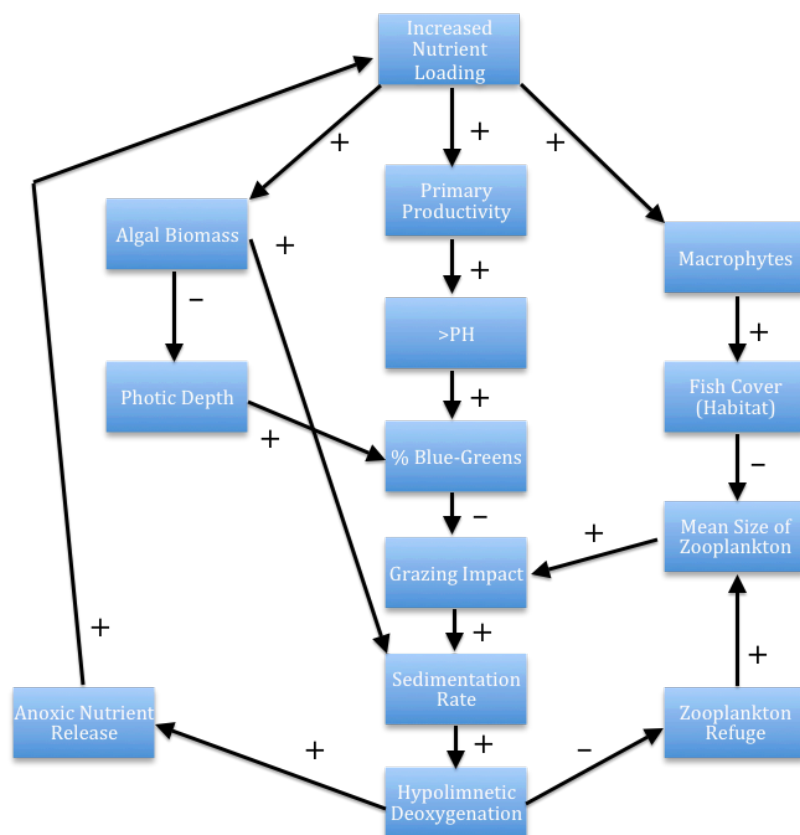 Increased
Nutrient
Loading
+
+
+
Primary
Productivity
Algal Biomass
+
Macrophytes
+
–
+
>PH
Photic Depth
+
Fish Cover
(Habitat)
+
% Blue-Greens
–
–
Mean Size of
Zooplankton
+
Grazing Impact
+
+
+
Sedimentation
Rate
Anoxic Nutrient
Release
Zooplankton
Refuge
+
+
–
Hypolimnetic
Deoxygenation